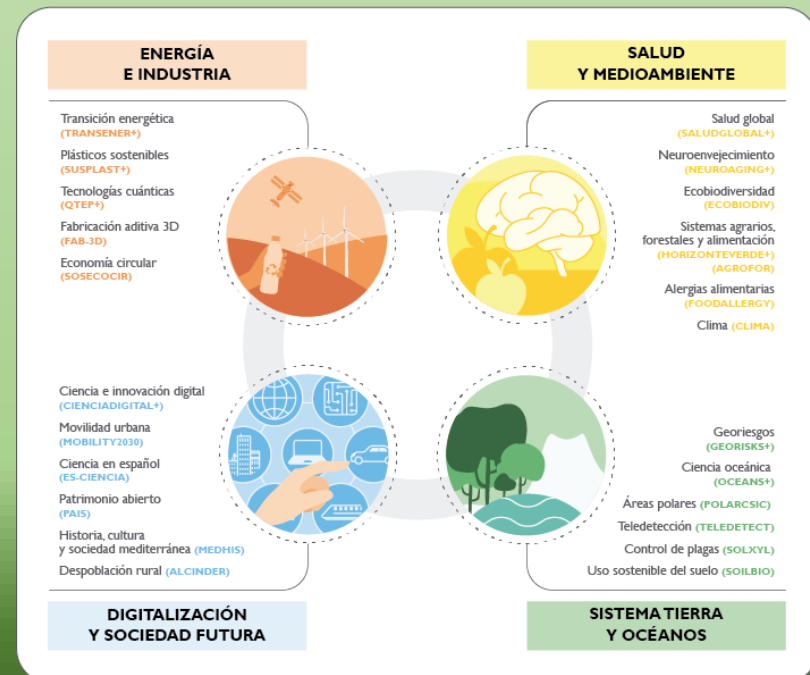 ENERGÍA
E INDUSTRIA
Transición energética
(TRANSENER+)
Plásticos sostenibles
(SUSPLAST+)
Tecnologías cuánticas
(QTEP+)
Fabricación aditiva 3D
(FAB-3D)
Economía circular
(SOSECOCIR)
SALUD
Y MEDIOAMBIENTE
Salud global
(SALUDGLOBAL+)
Neuroenvejecimiento
(NEUROAGING+)
Ecobiodiversidad
(ECOBIODIV)
Sistemas agrarios,
forestales y alimentación
(HORIZONTEVERDE+)
(AGROFOR)
Alergias alimentarias
(FOODALLERGY)
Clima (CLIMA)
Ciencia e innovación digital
(CIENCIADIGITAL+)
Movilidad urbana
(MOBILITY2030)
Ciencia en español
(ES-CIENCIA)
Patrimonio abierto
(PAIS)
Historia, cultura
y sociedad mediterránea (MEDHIS)
Despoblación rural (ALCINDER)
DIGITALIZACIÓN
Y SOCIEDAD FUTURA
Georiesgos
(GEORISKS+)
Ciencia oceánica
(OCEANS+)
Áreas polares (POLARCSIC)
Teledetección (TELEDETECT)
Control de plagas (SOLXYL)
Uso sostenible del suelo (SOILBIO)
SISTEMA TIERRA
Y OCÉANOS